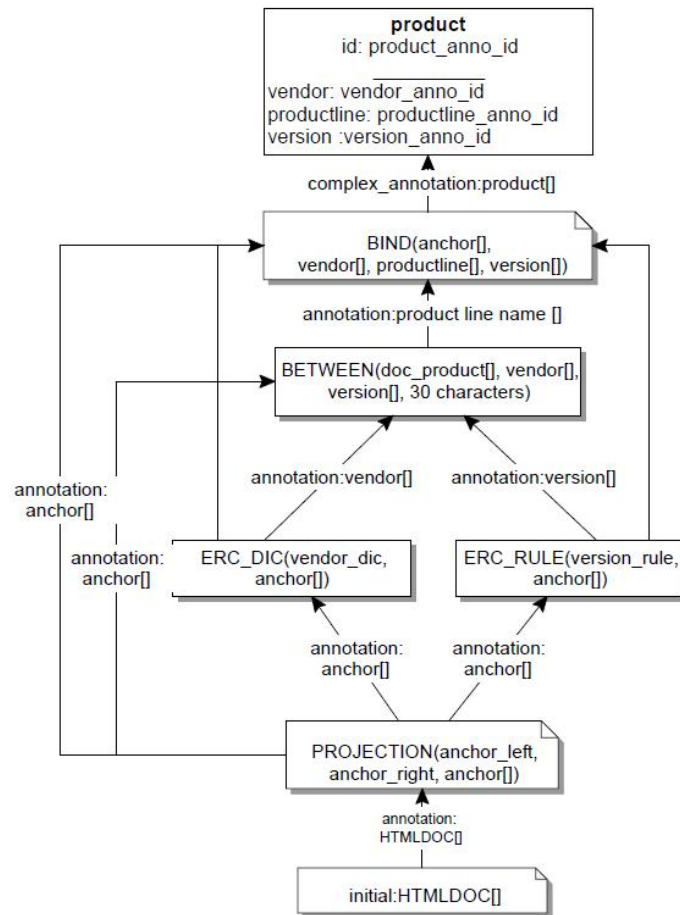 product
id: product_anno_id
vendor: vendor_anno_id
productline: productline_anno_id
version :version_anno_id
complex_annotation:product[]
BIND(anchor[],
vendor[], productline[], version[])
annotation:product line name []
BETWEEN(doc_product[], vendor[],
version[], 30 characters)
annotation:vendor[]
annotation:version[]
annotation:
anchor[]
annotation:
anchor[]
ERC_DIC(vendor_dic,
anchor[])
ERC_RULE(version_rule,
anchor[])
annotation:
anchor[]
annotation:
anchor[]
PROJECTION(anchor_left,
anchor_right, anchor[])
annotation:
HTMLDOC[]
initial:HTMLDOC[]